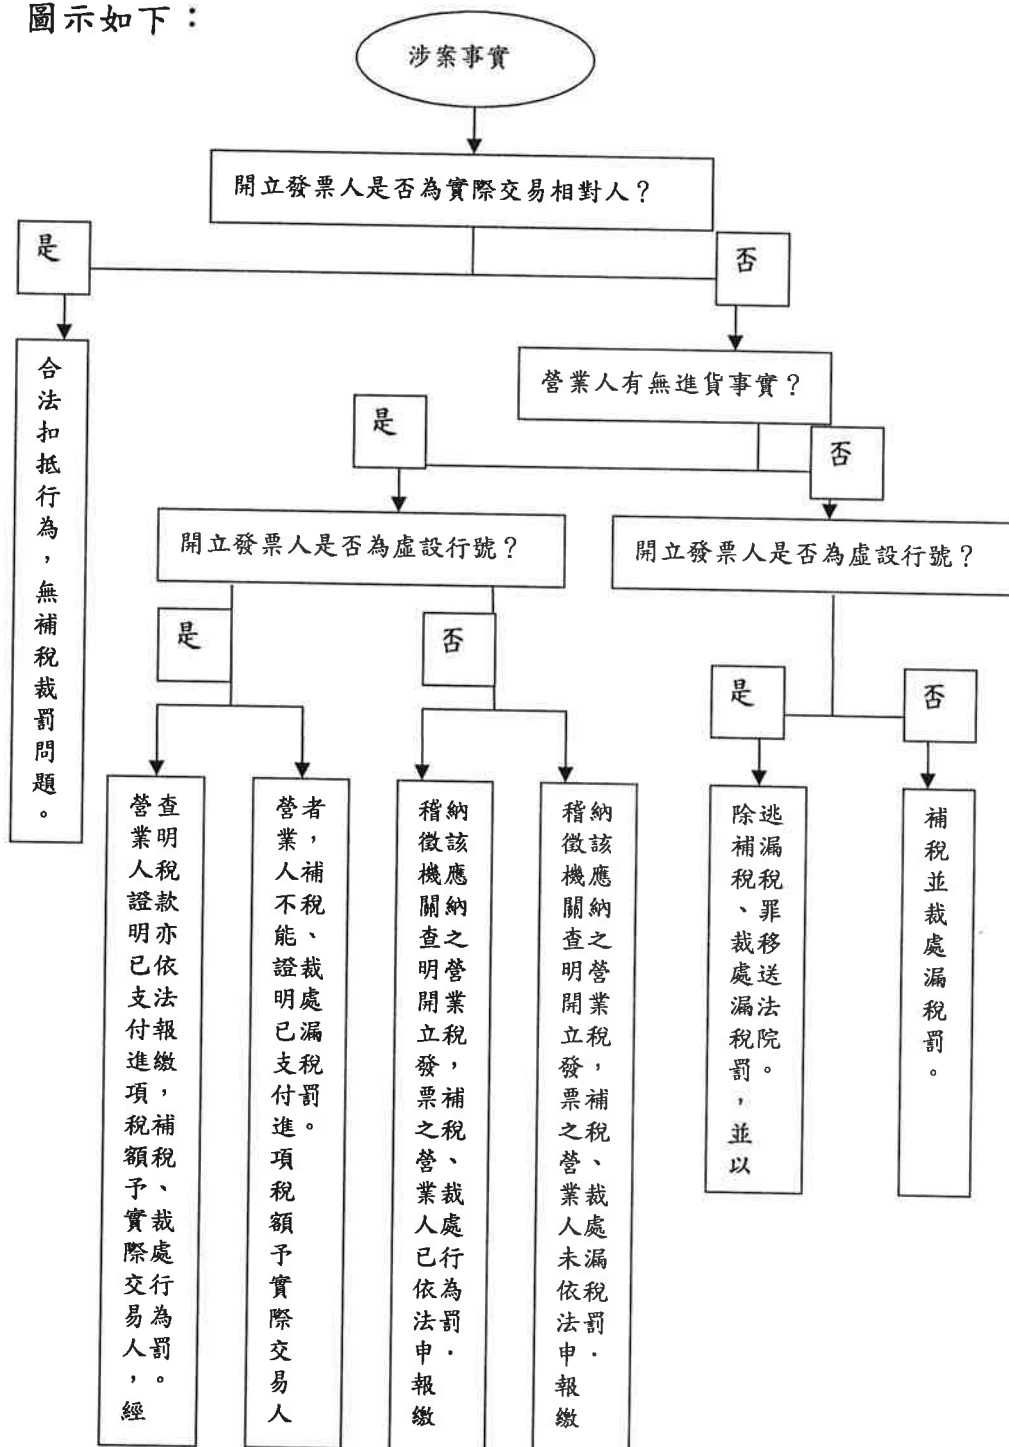 圖示如下：
涉案事實
開立發票人是否為實際交易相對人？
是
否
合法扣抵行為，無補稅裁罰問題。
營業人有無進貨事實？
是
否
開立發票人是否為虛設行號？
開立發票人是否為虛設行號？
是
否
是
否
營業人證明已支付進項稅額予實際交易人，經
查明稅款亦依法報繳，補稅、裁處行為罰。
營業人不能證明已支付進項稅額予實際交易人
者，補稅、裁處漏稅罰。
稽徵機關查明開立發票之營業人已依法申報繳
納該應納之營業稅，補稅、裁處行為罰．
稽徵機關查明開立發票之營業人未依法申報繳
納該應納之營業稅，補稅、裁處漏稅罰．
除補稅、裁處漏稅罰，並以
逃漏稅罪移送法院。
補稅並裁處漏稅罰。